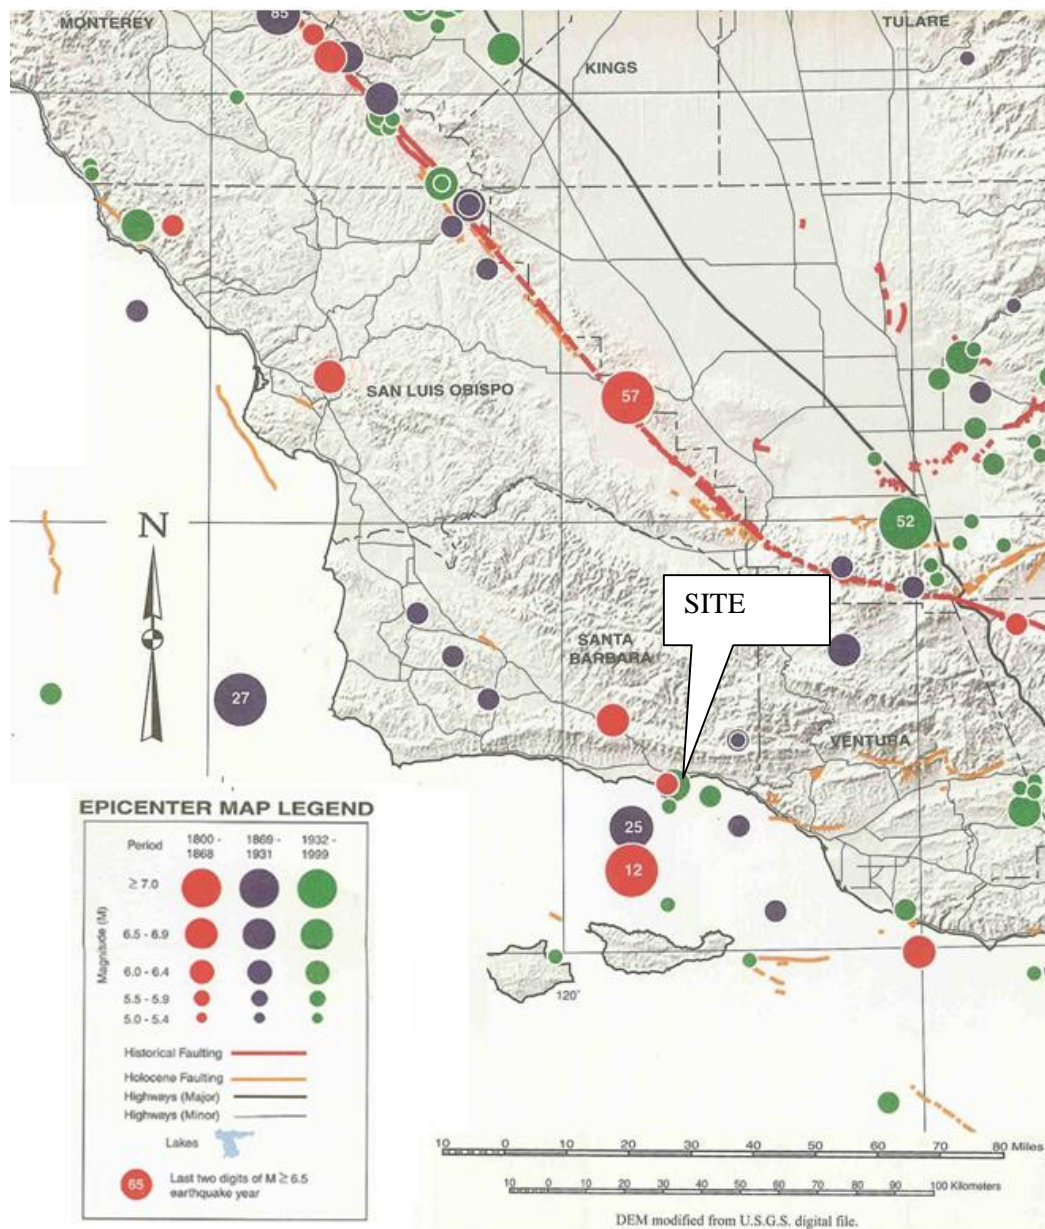 MONTEREY
85
TULARE
KINGS
SAN LUIS OBISPO
57
52
N
SITE
SANTA
BARBARA
27
VENTURA
25
12
120°
EPICENTER MAP LEGEND
Period
1800 - 1868
1869 - 1931
1932 - 1999
Magnitude (M)
≥ 7.0
6.5 - 6.9
6.0 - 6.4
5.5 - 5.9
5.0 - 5.4
Historical Faulting
Holocene Faulting
Highways (Major)
Highways (Minor)
Lakes
65
Last two digits of M ≥ 6.5
earthquake year
10 0 10 20 30 40 50 60 70 80 Miles
10 0 10 20 30 40 50 60 70 80 90 100 Kilometers
DEM modified from U.S.G.S. digital file.